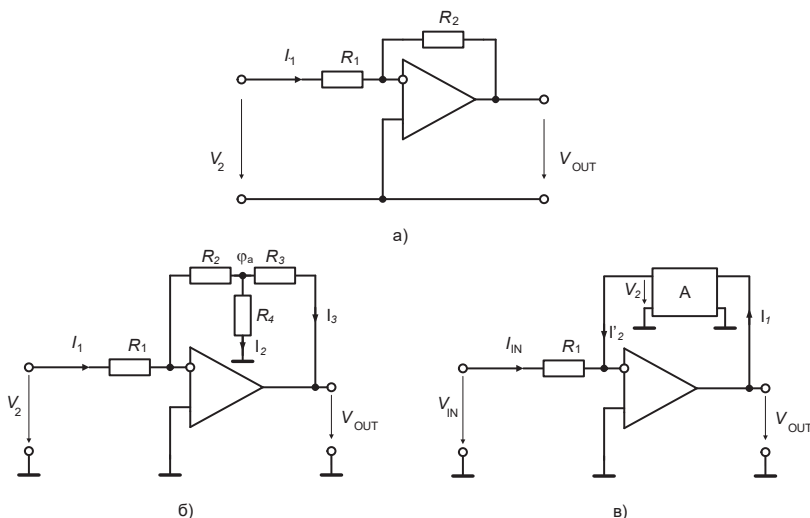 R2
I1
R1
V2
VOUT
а)
R2
φa
R3
R4
I3
I1
R1
I2
V2
VOUT
б)
V2
A
I'2
I1
IIN
R1
VIN
VOUT
в)